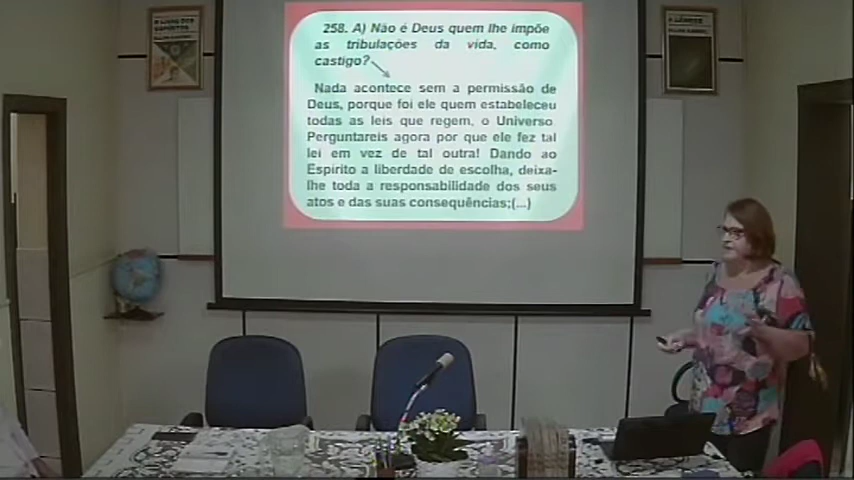 O LIVRO DOS
ESPÍRITOS
258. A) Não é Deus quem lhe impõe
as tribulações da vida, como
castigo?
Nada acontece sem a permissão de
Deus, porque foi ele quem estabeleceu
todas as leis que regem, o Universo.
Perguntareis agora por que ele fez tal
lei em vez de tal outra! Dando ao
Espírito a liberdade de escolha, deixa-
lhe toda a responsabilidade dos seus
atos e das suas consequências;(...)